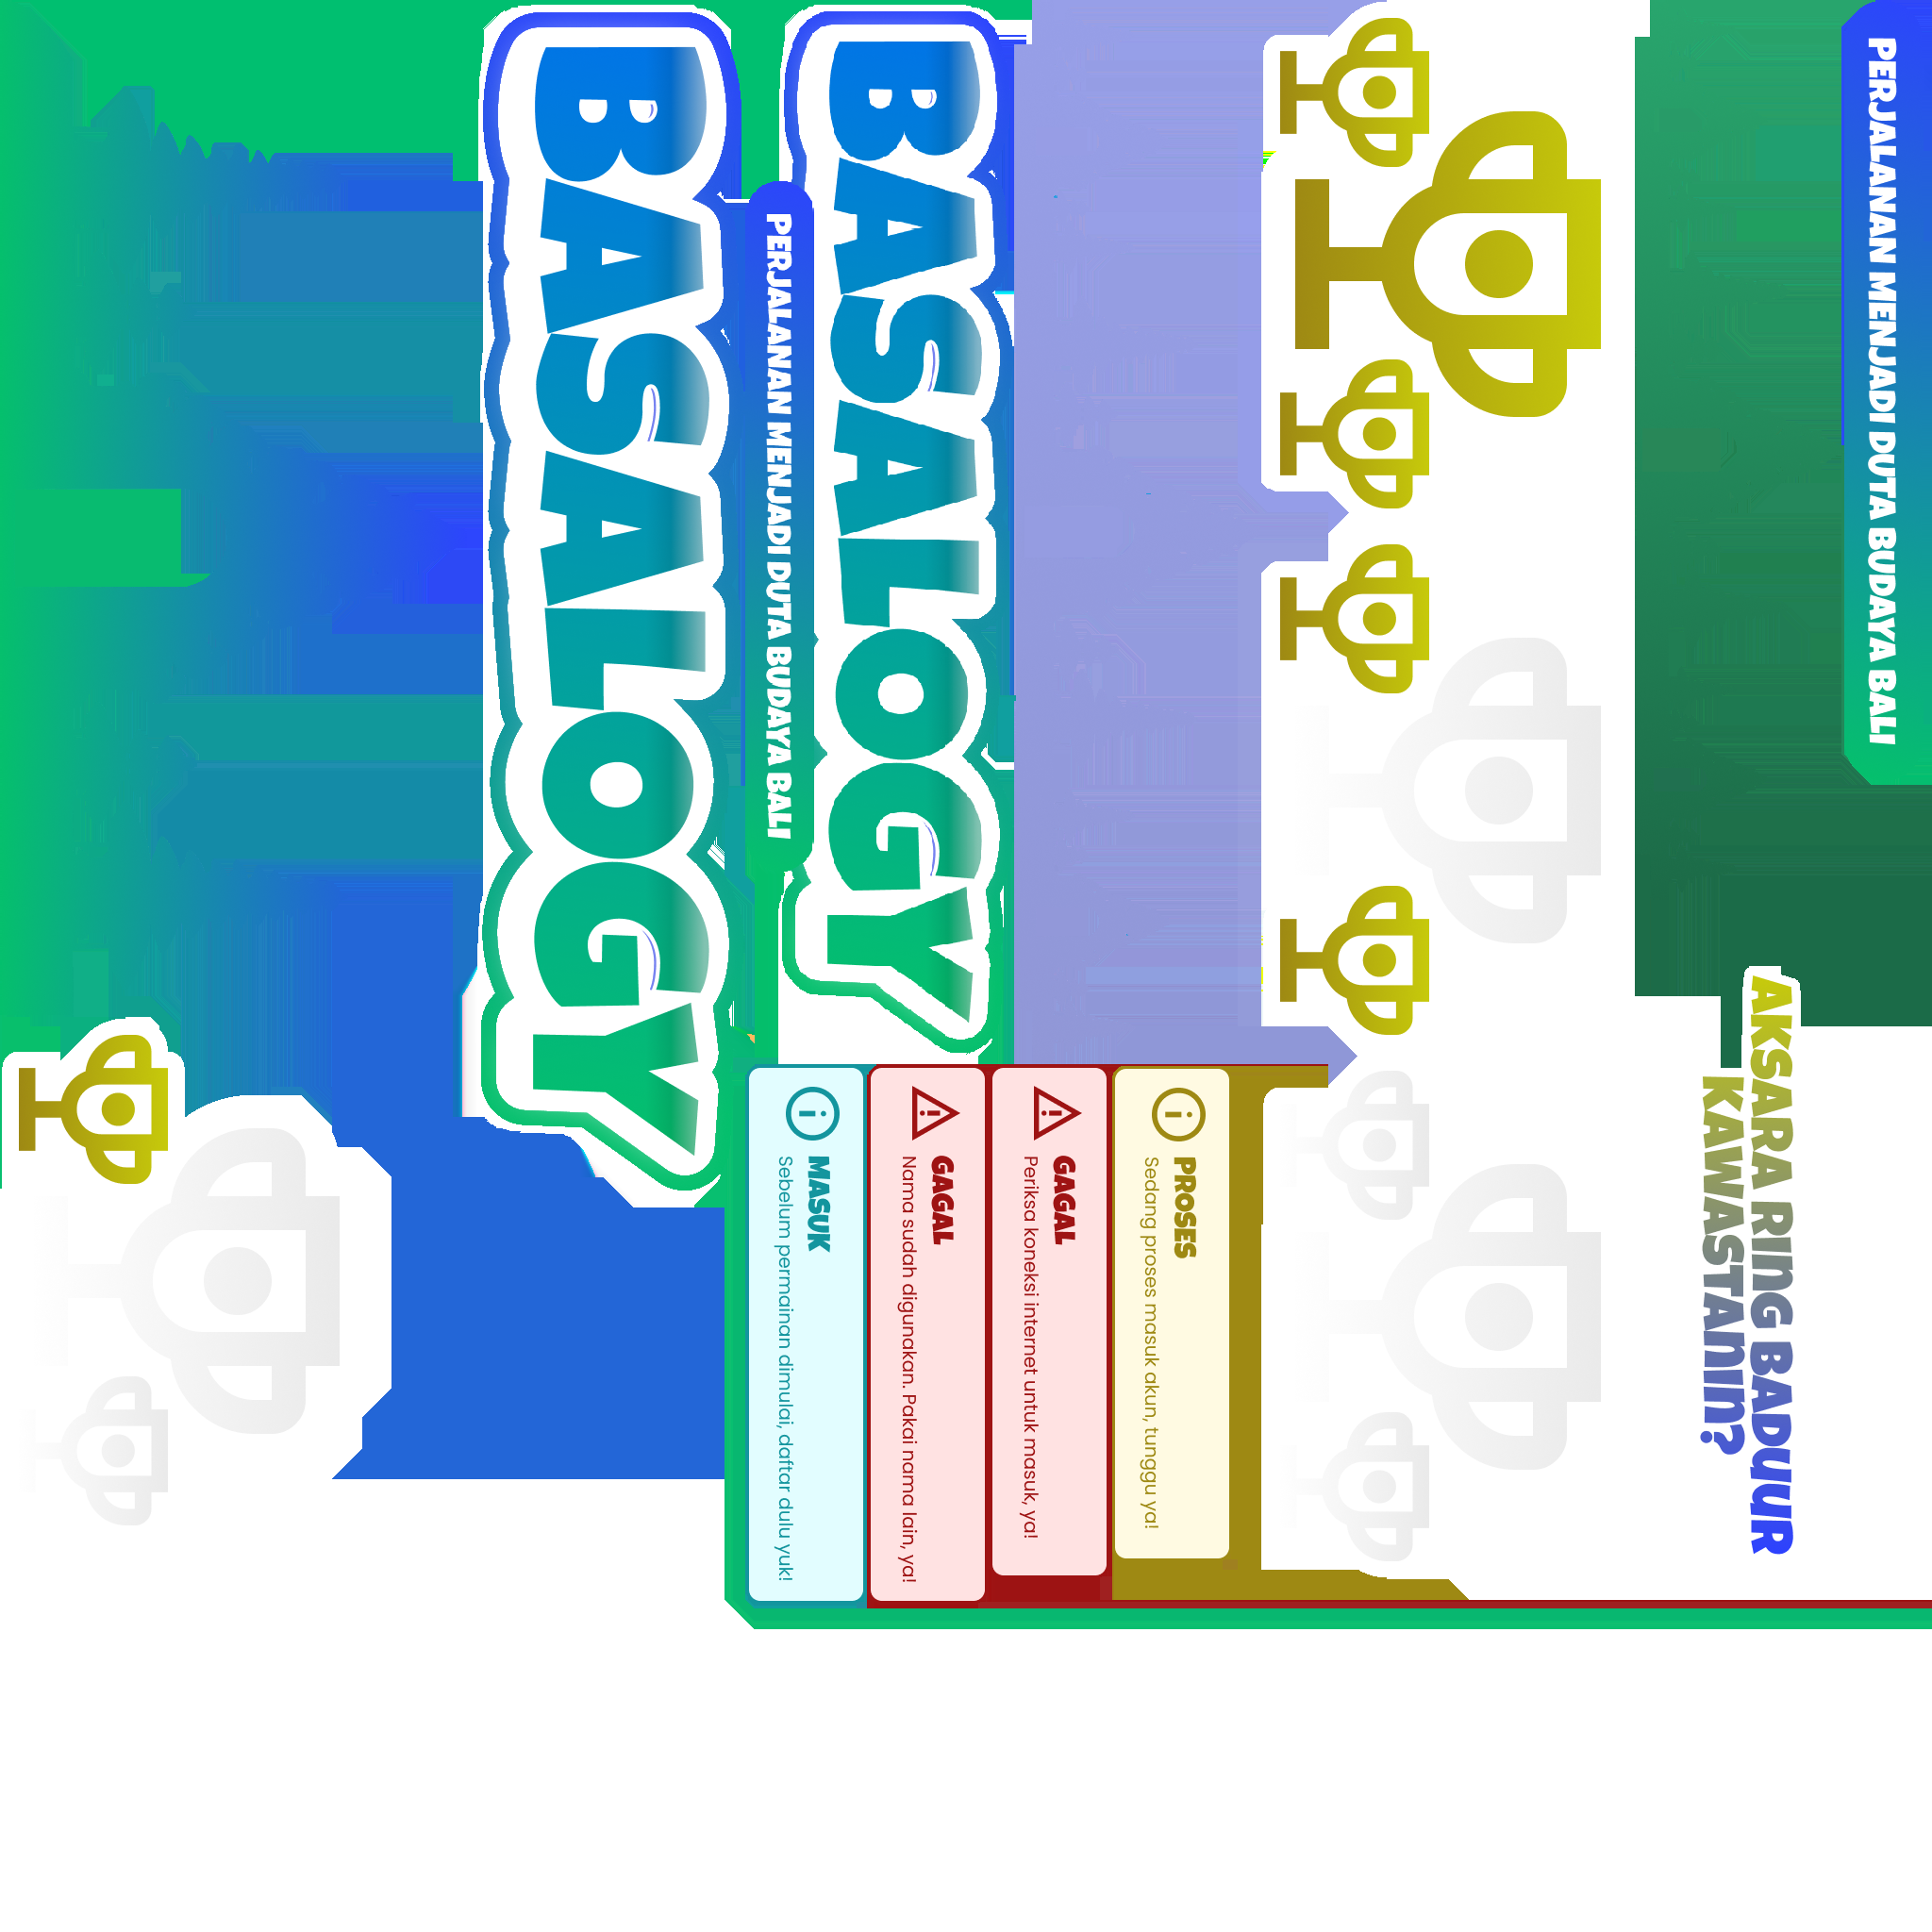 BASALOGY
PERJALANAN MENJADI DUTA BUDAYA BALI
BASALOGY
PERJALANAN MENJADI DUTA BUDAYA BALI
AKSARA RING BADUUR
KAWASTANIN?
PROSES
Sedang proses masuk akun, tunggu ya!
GAGAL
Periksa koneksi internet untuk masuk, ya!
GAGAL
Nama sudah digunakan. Pakai nama lain, ya!
MASUK
Sebelum permainan dimulai, daftar dulu yuk!